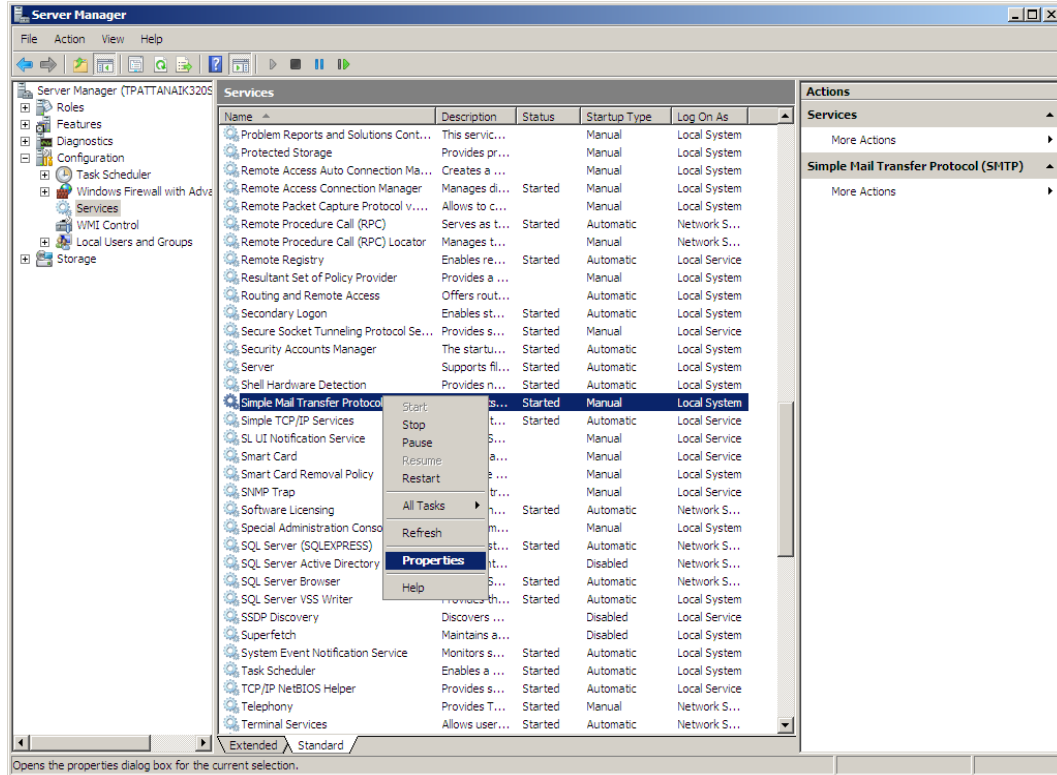 Server Manager
File Action View Help
Server Manager (TPATTANAIK320S
Roles
Features
Diagnostics
Configuration
Task Scheduler
Windows Firewall with Adva
Services
WMI Control
Local Users and Groups
Storage
Services
Name Description Status Startup Type Log On As
Problem Reports and Solutions Cont... This servic... Manual Local System
Protected Storage Provides pr... Manual Local System
Remote Access Auto Connection Ma... Creates a ... Manual Local System
Remote Access Connection Manager Manages di... Started Manual Local System
Remote Packet Capture Protocol v.... Allows to c... Manual Local System
Remote Procedure Call (RPC) Serves as t... Started Automatic Network S...
Remote Procedure Call (RPC) Locator Manages t... Manual Network S...
Remote Registry Enables re... Started Automatic Local Service
Resultant Set of Policy Provider Provides a ... Manual Local System
Routing and Remote Access Offers rout... Automatic Local System
Secondary Logon Enables st... Started Automatic Local System
Secure Socket Tunneling Protocol Se... Provides s... Started Manual Local Service
Security Accounts Manager The startu... Started Automatic Local System
Server Supports fil... Started Automatic Local System
Shell Hardware Detection Provides n... Started Automatic Local System
Simple Mail Transfer Protocol ts... Started Manual Local System
Simple TCP/IP Services t... Started Automatic Local Service
SL UI Notification Service S... Manual Local Service
Smart Card a... Manual Local Service
Smart Card Removal Policy e ... Manual Local System
SNMP Trap tr... Manual Local Service
Software Licensing n... Started Automatic Network S...
Special Administration Conso m... Manual Local System
SQL Server (SQLEXPRESS) st... Started Automatic Network S...
SQL Server Active Directory t... Disabled Network S...
SQL Server Browser S... Started Automatic Network S...
SQL Server VSS Writer Provides th... Started Automatic Local System
SSDP Discovery Discovers ... Disabled Local Service
Superfetch Maintains a... Disabled Local System
System Event Notification Service Monitors s... Started Automatic Local System
Task Scheduler Enables a ... Started Automatic Local System
TCP/IP NetBIOS Helper Provides s... Started Automatic Local Service
Telephony Provides T... Started Manual Network S...
Terminal Services Allows user... Started Automatic Network S...
Start
Stop
Pause
Resume
Restart
All Tasks
Refresh
Properties
Help
Extended Standard
Actions
Services
More Actions
Simple Mail Transfer Protocol (SMTP)
More Actions
Opens the properties dialog box for the current selection.